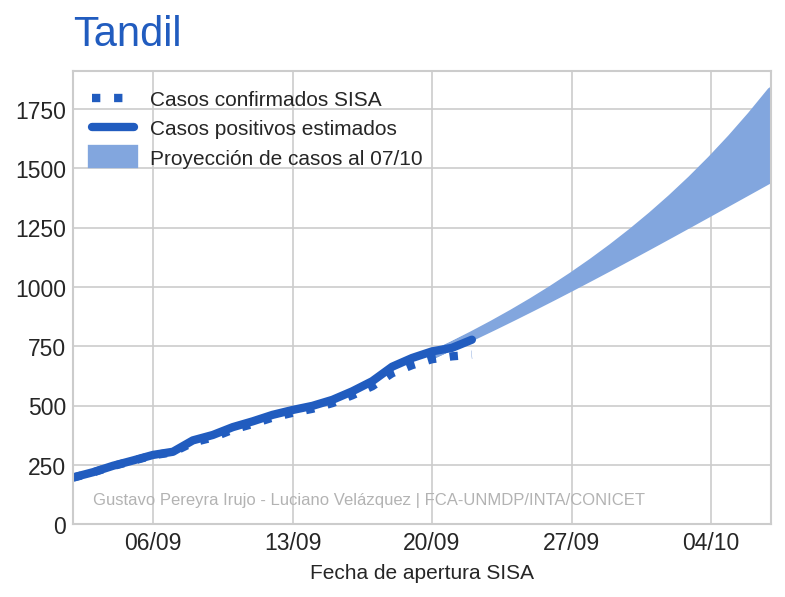 Tandil
Casos confirmados SISA
Casos positivos estimados
Proyección de casos al 07/10
1750
1500
1250
1000
750
500
250
0
Gustavo Pereyra Irujo - Luciano Velázquez | FCA-UNMDP/INTA/CONICET
06/09 13/09 20/09 27/09 04/10
Fecha de apertura SISA